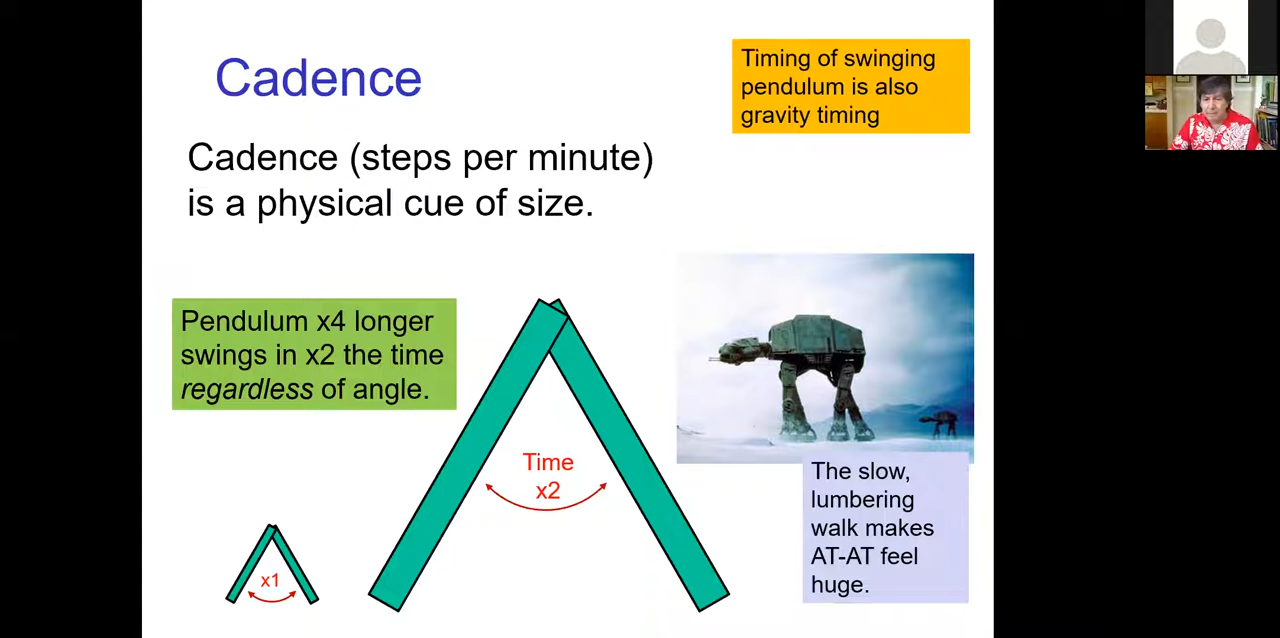 Cadence
Timing of swinging
pendulum is also
gravity timing
Cadence (steps per minute)
is a physical cue of size.
Pendulum x4 longer
swings in x2 the time
regardless of angle.
Time
x2
x1
The slow,
lumbering
walk makes
AT-AT feel
huge.